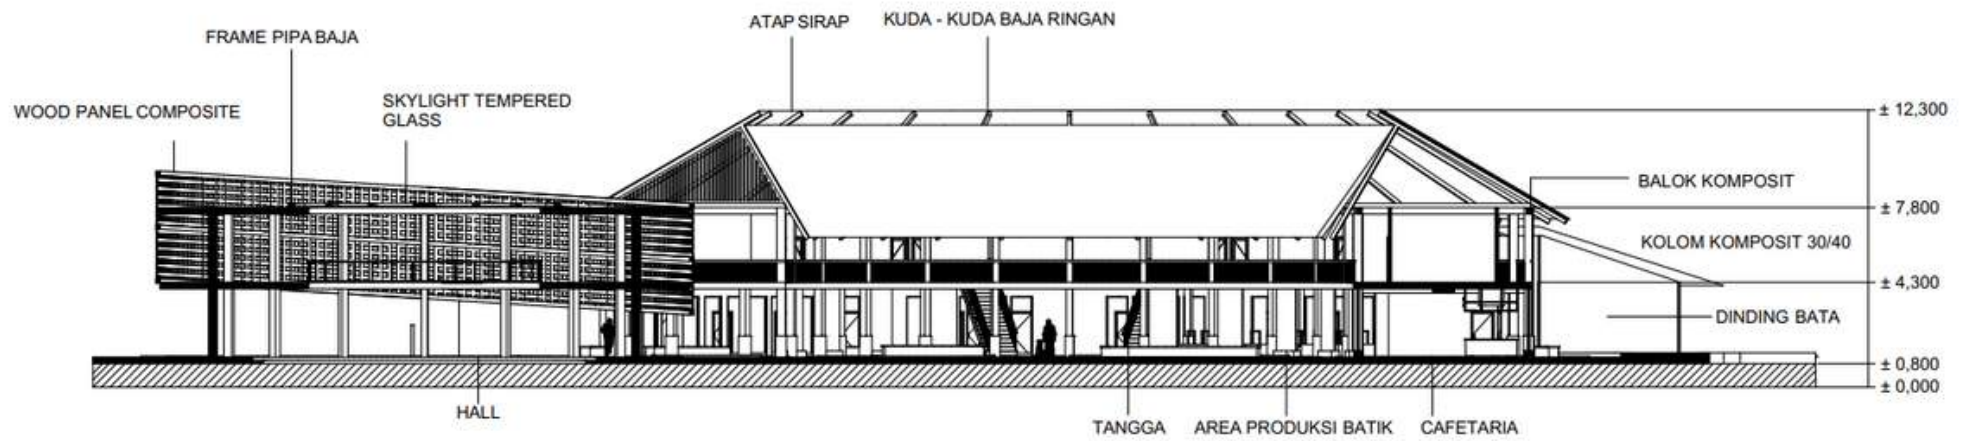 ATAP SIRAP
KUDA - KUDA BAJA RINGAN
FRAME PIPA BAJA
SKYLIGHT TEMPERED
GLASS
WOOD PANEL COMPOSITE
± 12,300
BALOK KOMPOSIT
± 7,800
KOLOM KOMPOSIT 30/40
± 4,300
DINDING BATA
± 0,800
± 0,000
HALL
TANGGA
AREA PRODUKSI BATIK
CAFETARIA